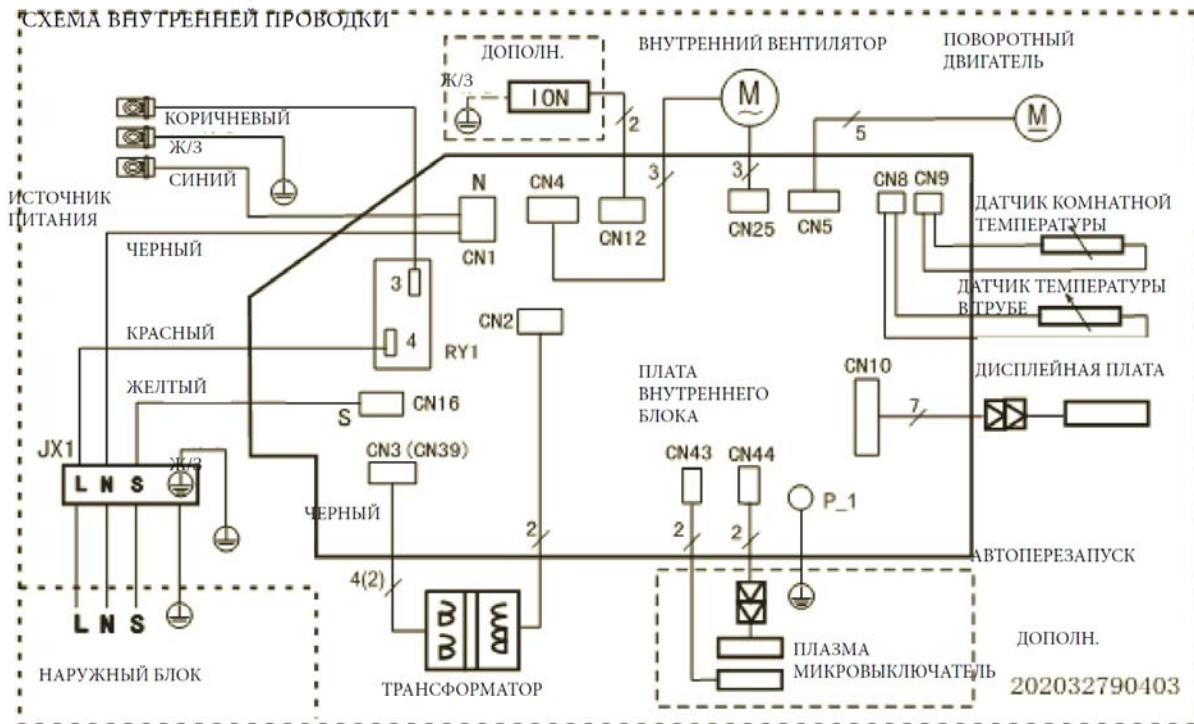 СХЕМА ВНУТРЕННЕЙ ПРОВОДКИ
ДОПОЛН.
Ж/З
ION
2
ВНУТРЕННИЙ ВЕНТИЛЯТОР
M
ПОВОРОТНЫЙ
ДВИГАТЕЛЬ
M
5
КОРИЧНЕВЫЙ
Ж/З
СИНИЙ
ИСТОЧНИК
ПИТАНИЯ
ЧЕРНЫЙ
КРАСНЫЙ
ЖЕЛТЫЙ
N
CN1
CN4
3
CN12
3
CN25
CN5
CN8
CN9
ДАТЧИК КОМНАТНОЙ
ТЕМПЕРАТУРЫ
ДАТЧИК ТЕМПЕРАТУРЫ
В ТРУБЕ
3
4
RY1
CN2
S
CN16
CN3 (CN39)
ПЛАТА
ВНУТРЕННЕГО
БЛОКА
CN10
7
ДИСПЛЕЙНАЯ ПЛАТА
CN43
CN44
P_1
JX1
Ж/З
L N S
ЧЕРНЫЙ
2
2
2
4(2)
АВТОПЕРЕЗАПУСК
L N S
НАРУЖНЫЙ БЛОК
ТРАНСФОРМАТОР
ПЛАЗМА
МИКРОВЫКЛЮЧАТЕЛЬ
ДОПОЛН.
202032790403